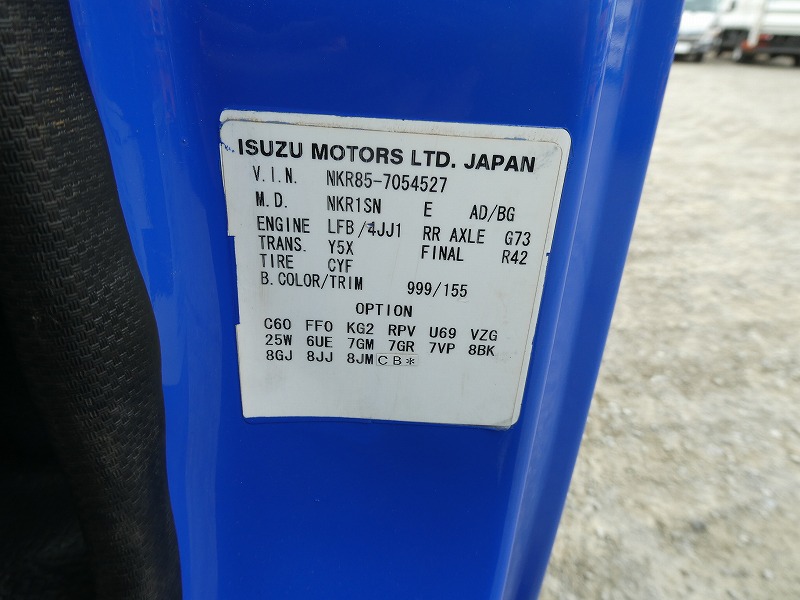 ISUZU MOTORS LTD. JAPAN
V.I.N. NKR85-7054527
M.D. NKR1SN E AD/BG
ENGINE LFB/4JJ1 RR AXLE G73
TRANS. Y5X FINAL R42
TIRE CYF
B.COLOR/TRIM 999/155
OPTION
C60 FF0 KG2 RPV U69 VZG
25W 6UE 7GM 7GR 7VP 8BK
8GJ 8JJ 8JM CB*